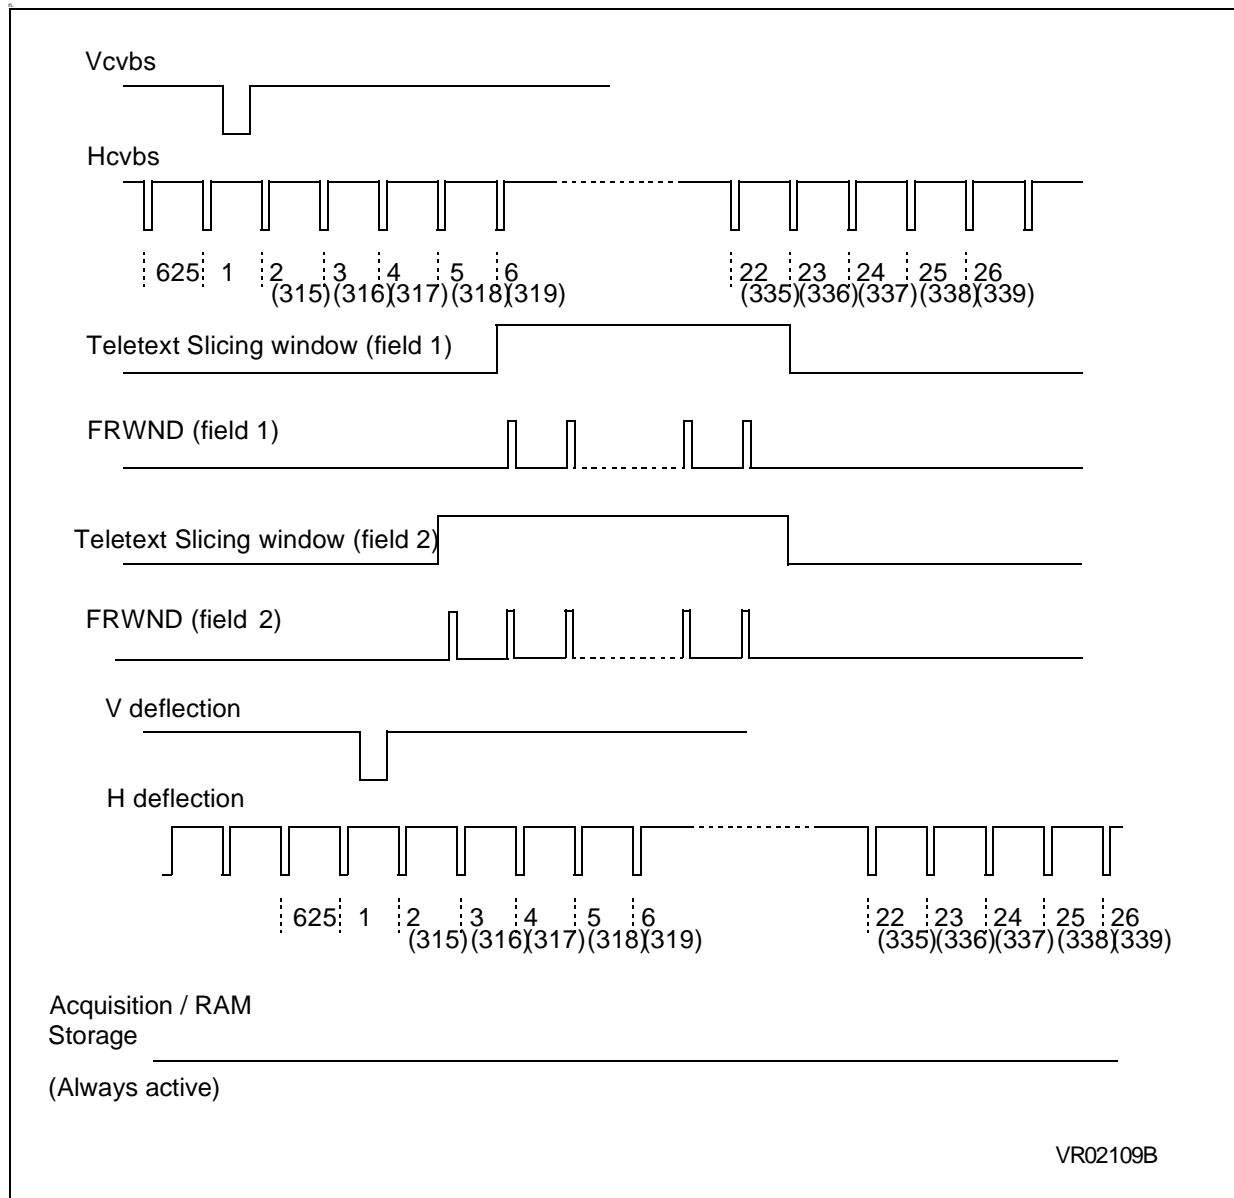 Vcvbs
Hcvbs
625 1 2 3 4 5 6 22 23 24 25 26
(315) (316) (317) (318) (319) (335) (336) (337) (338) (339)
Teletext Slicing window (field 1)
FRWND (field 1)
Teletext Slicing window (field 2)
FRWND (field 2)
V deflection
H deflection
625 1 2 3 4 5 6 22 23 24 25 26
(315) (316) (317) (318) (319) (335) (336) (337) (338) (339)
Acquisition / RAM
Storage
(Always active)
VR02109B